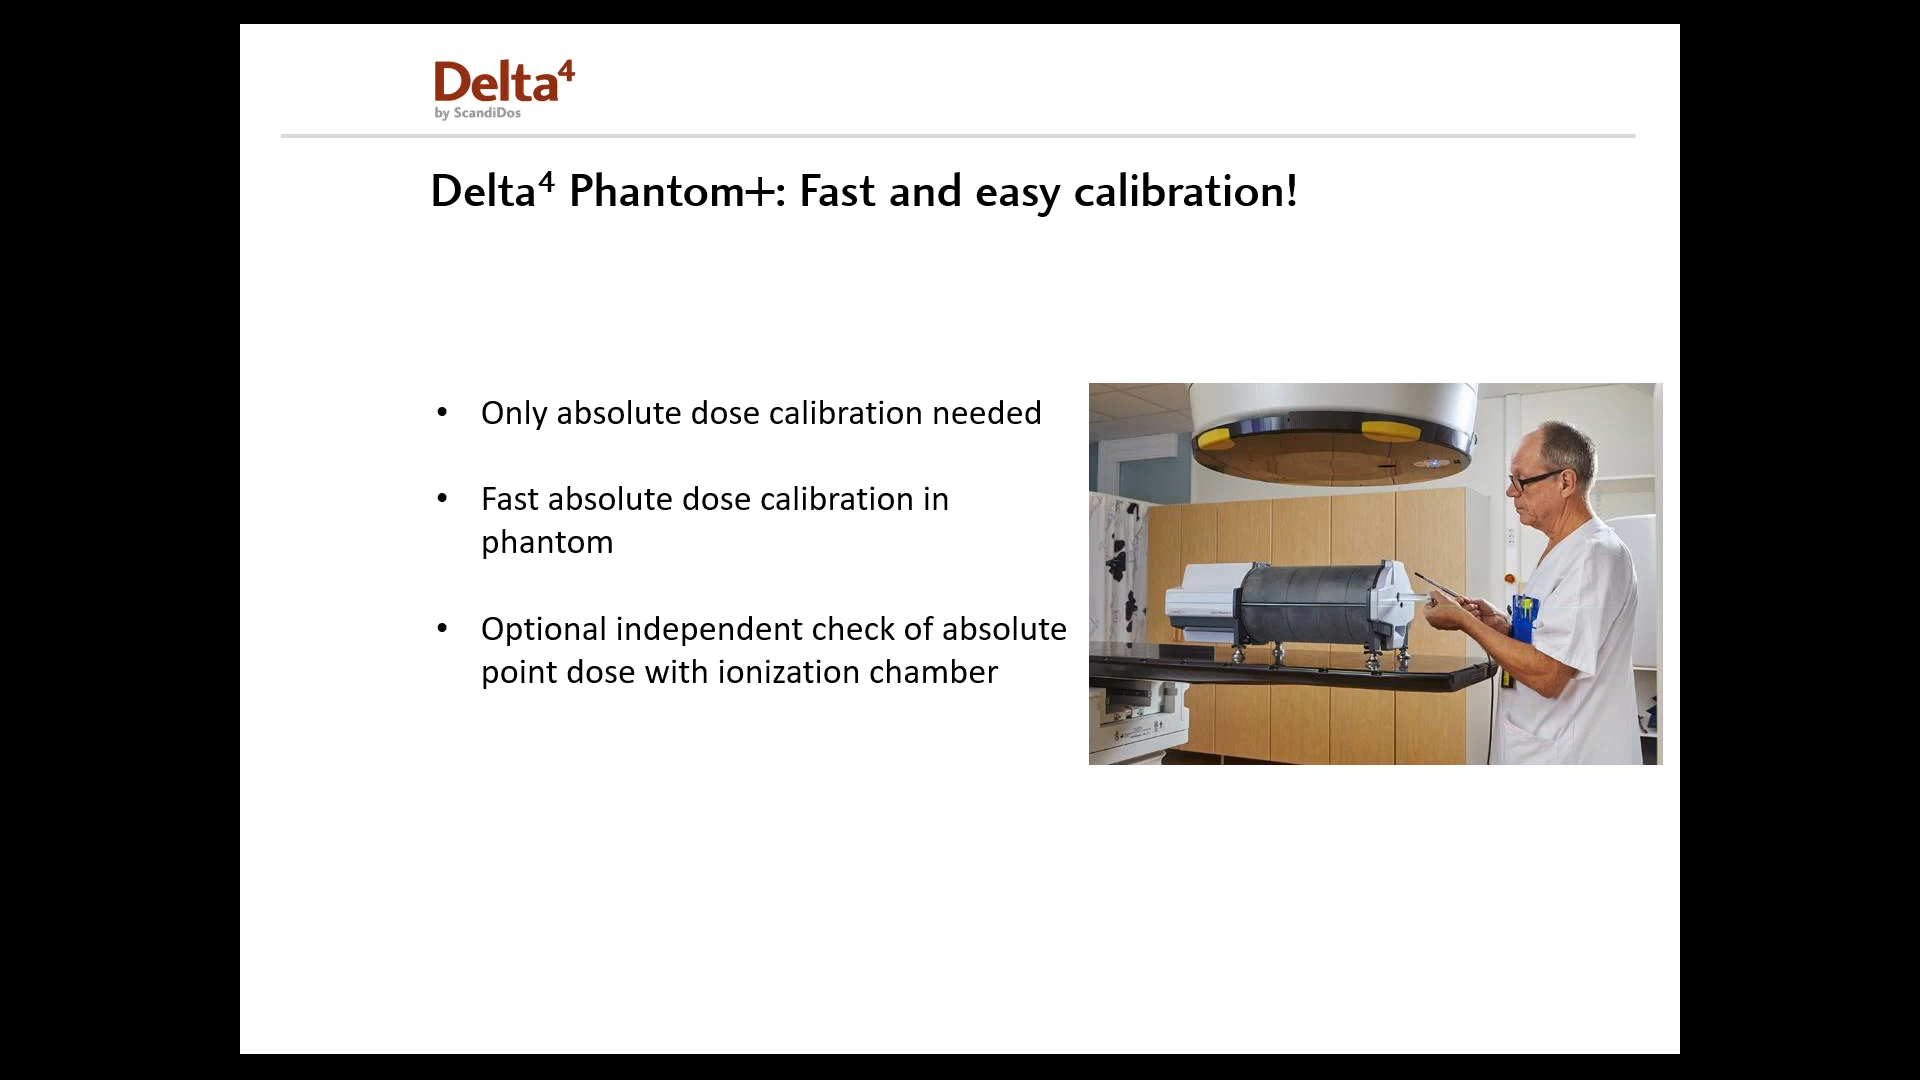 Delta⁴
by ScandiDos
Delta⁴ Phantom+: Fast and easy calibration!
• Only absolute dose calibration needed
• Fast absolute dose calibration in
phantom
• Optional independent check of absolute
point dose with ionization chamber